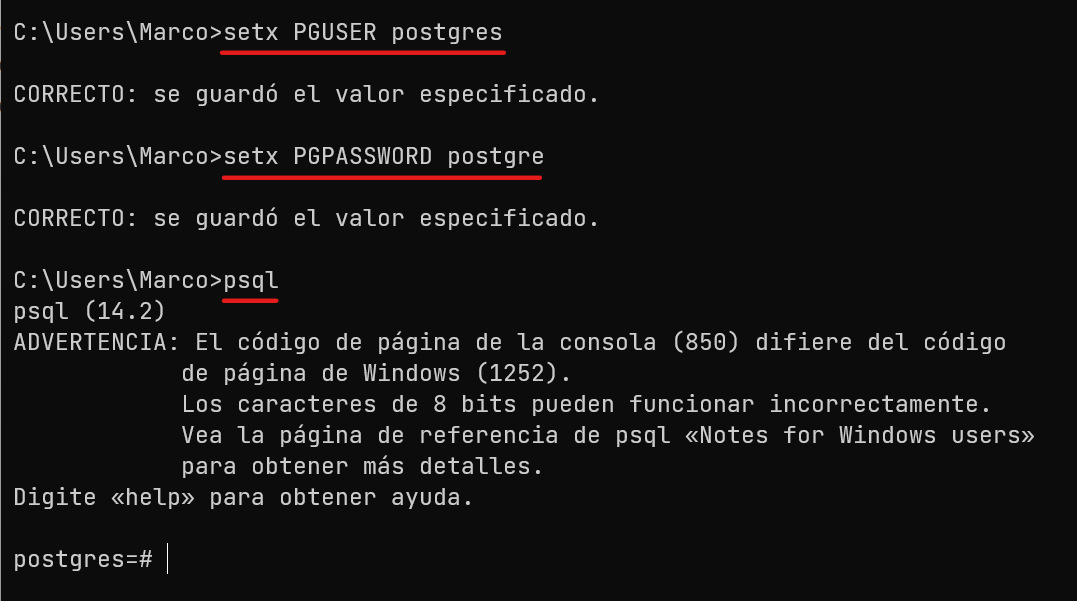 C:\Users\Marco>setx PGUSER postgres
CORRECTO: se guardó el valor especificado.
C:\Users\Marco>setx PGPASSWORD postgre
CORRECTO: se guardó el valor especificado.
C:\Users\Marco>psql
psql (14.2)
ADVERTENCIA: El código de página de la consola (850) difiere del código
de página de Windows (1252).
Los caracteres de 8 bits pueden funcionar incorrectamente.
Vea la página de referencia de psql «Notes for Windows users»
para obtener más detalles.
Digite «help» para obtener ayuda.
postgres=#